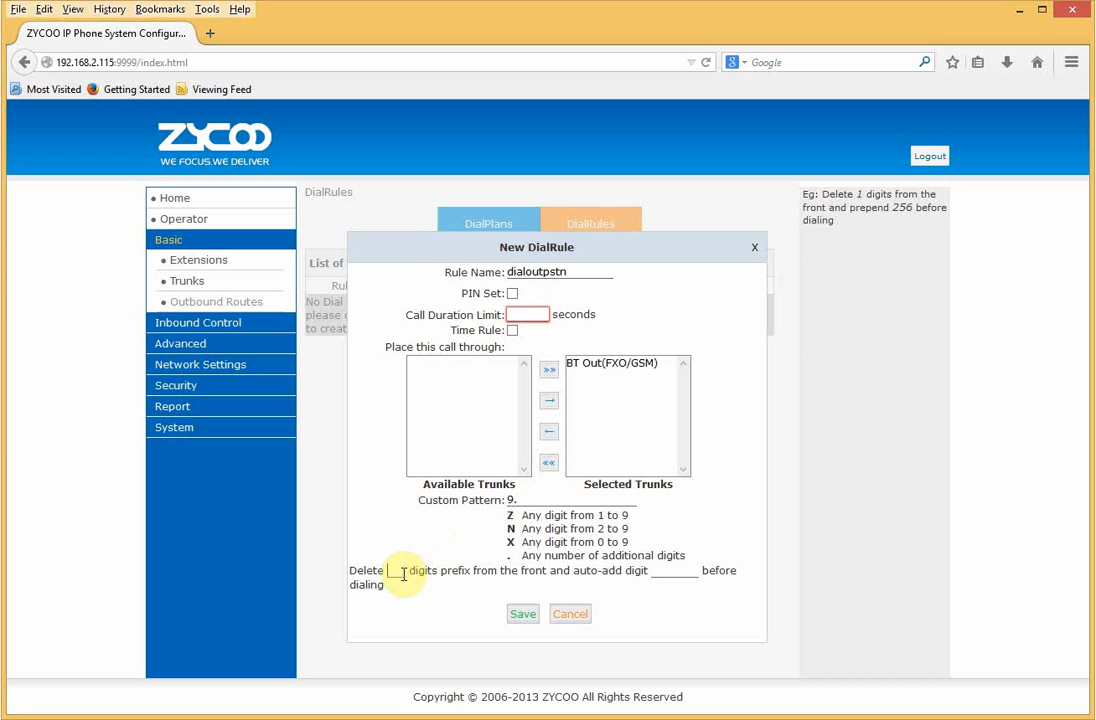 File Edit View History Bookmarks Tools Help
ZYCOO IP Phone System Configur...
192.168.2.115:9999/index.html
Google
Most Visited Getting Started Viewing Feed
ZYCOO
WE FOCUS.WE DELIVER
Logout
Home
Operator
Basic
Extensions
Trunks
Outbound Routes
Inbound Control
Advanced
Network Settings
Security
Report
System
DialRules
DialPlans DialRules
List of
Rul
No Dial
please c
to creat
New DialRule X
Rule Name: dialoutpstn
PIN Set:
Call Duration Limit: seconds
Time Rule:
Place this call through:
BT Out(FXO/GSM)
»»
→
←
««
Available Trunks Selected Trunks
Custom Pattern: 9.
Z Any digit from 1 to 9
N Any digit from 2 to 9
X Any digit from 0 to 9
. Any number of additional digits
Delete digits prefix from the front and auto-add digit before
dialing
Save Cancel
Eg: Delete 1 digits from the
front and prepend 256 before
dialing
Copyright © 2006-2013 ZYCOO All Rights Reserved